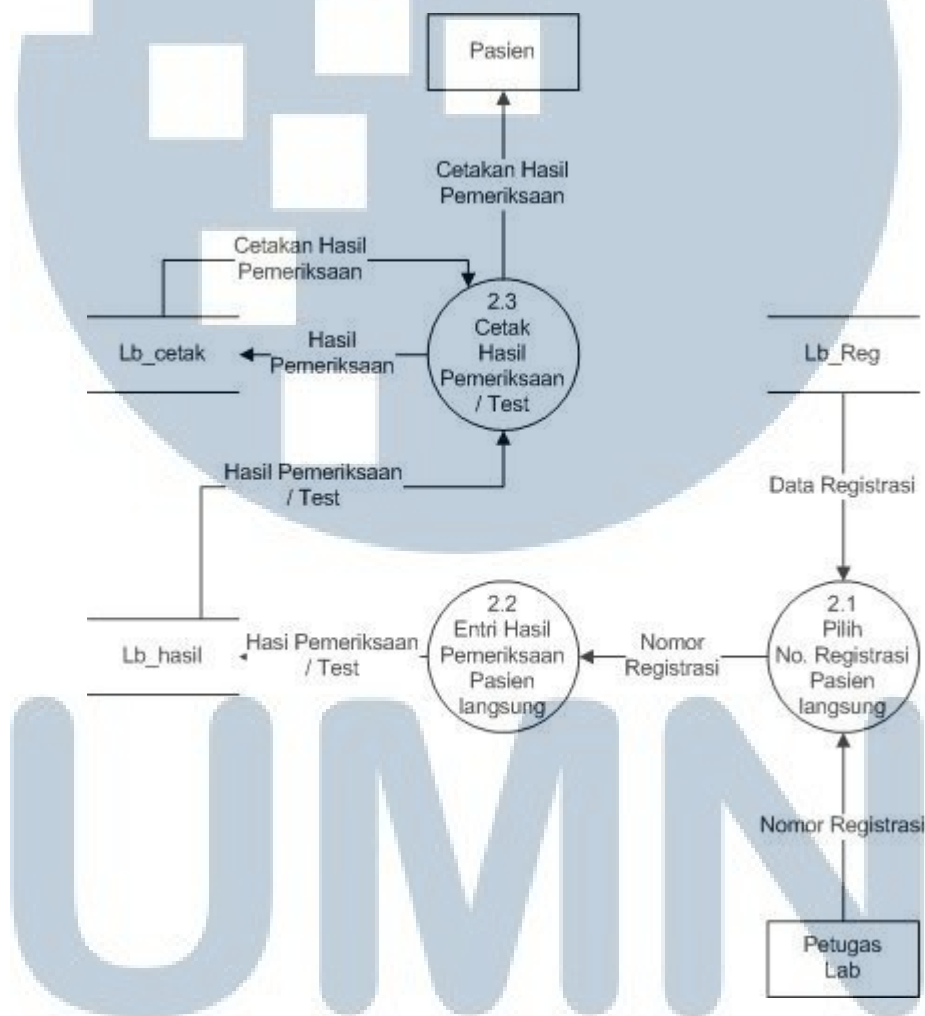 Pasien
Cetakan Hasil
Pemeriksaan
Cetakan Hasil
Pemeriksaan
2.3
Cetak
Hasil
Pemeriksaan
/ Test
Lb_cetak
Hasil
Pemeriksaan
Lb_Reg
Hasil Pemeriksaan
/ Test
Data Registrasi
2.2
Entri Hasil
Pemeriksaan
Pasien
langsung
2.1
Pilih
No. Registrasi
Pasien
langsung
Lb_hasil
Hasi Pemeriksaan
/ Test
Nomor
Registrasi
Nomor Registrasi
Petugas
Lab
UMN